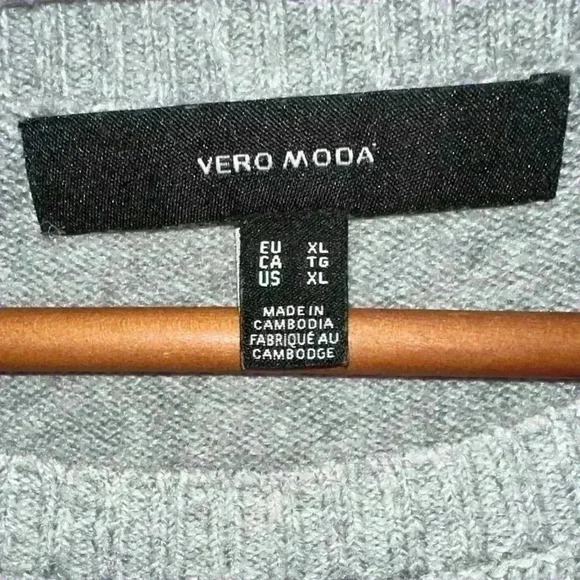 VERO MODA
EU XL
CA TG
US XL
MADE IN
CAMBODIA
FABRIQUÉ AU
CAMBODGE